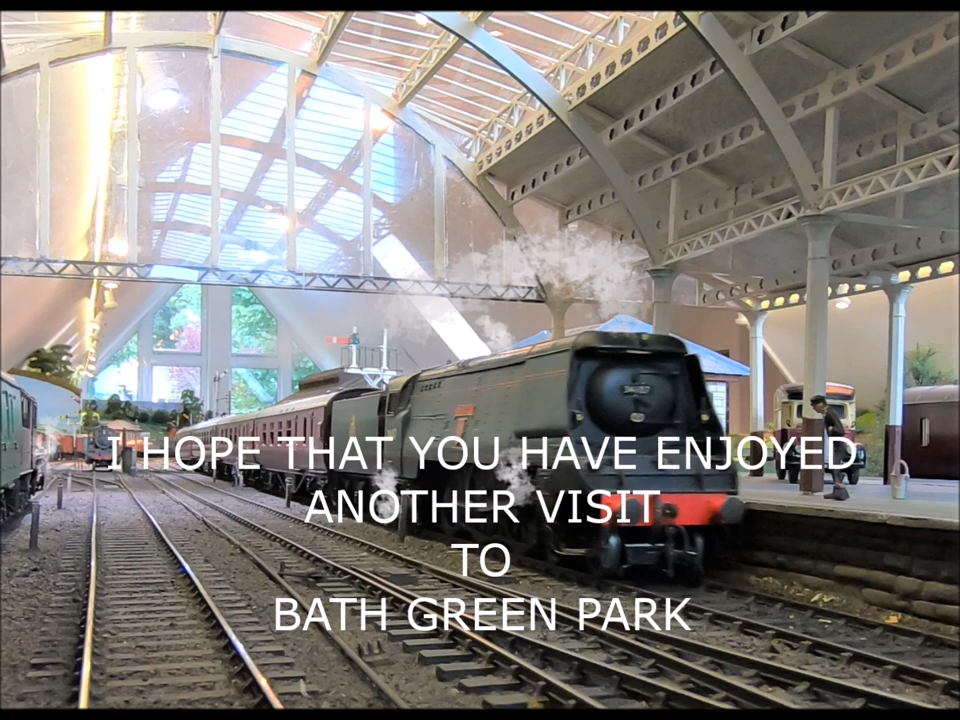 I HOPE THAT YOU HAVE ENJOYED
ANOTHER VISIT
TO
BATH GREEN PARK